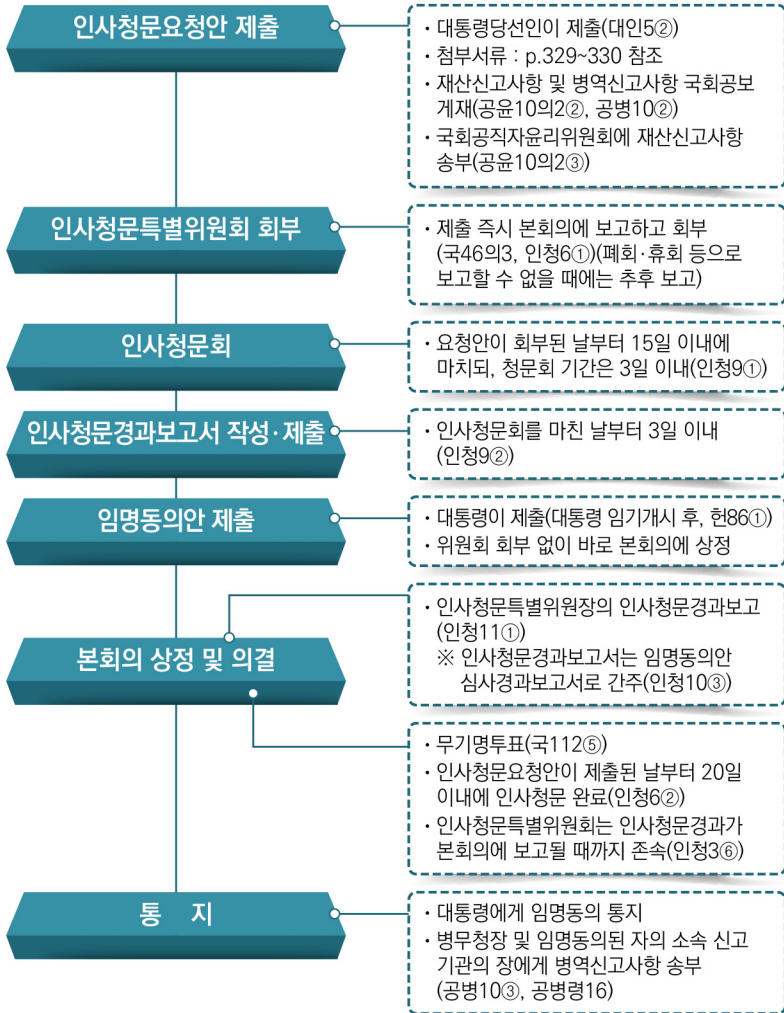 인사청문요청안 제출
· 대통령당선인이 제출(대인5②)
· 첨부서류 : p.329~330 참조
· 재산신고사항 및 병역신고사항 국회공보
게재(공윤10의2②, 공병10②)
· 국회공직자윤리위원회에 재산신고사항
송부(공윤10의2③)
인사청문특별위원회 회부
· 제출 즉시 본회의에 보고하고 회부
(국46의3, 인청6①)(폐회·휴회 등으로
보고할 수 없을 때에는 추후 보고)
인사청문회
· 요청안이 회부된 날부터 15일 이내에
마치되, 청문회 기간은 3일 이내(인청9①)
인사청문경과보고서 작성·제출
· 인사청문회를 마친 날부터 3일 이내
(인청9②)
임명동의안 제출
· 대통령이 제출(대통령 임기개시 후, 헌86①)
· 위원회 회부 없이 바로 본회의에 상정
본회의 상정 및 의결
· 인사청문특별위원장의 인사청문경과보고
(인청11①)
※ 인사청문경과보고서는 임명동의안
심사경과보고서로 간주(인청10③)
· 무기명투표(국112⑤)
· 인사청문요청안이 제출된 날부터 20일
이내에 인사청문 완료(인청6②)
· 인사청문특별위원회는 인사청문경과가
본회의에 보고될 때까지 존속(인청3⑥)
통 지
· 대통령에게 임명동의 통지
· 병무청장 및 임명동의된 자의 소속 신고
기관의 장에게 병역신고사항 송부
(공병10③, 공병령16)